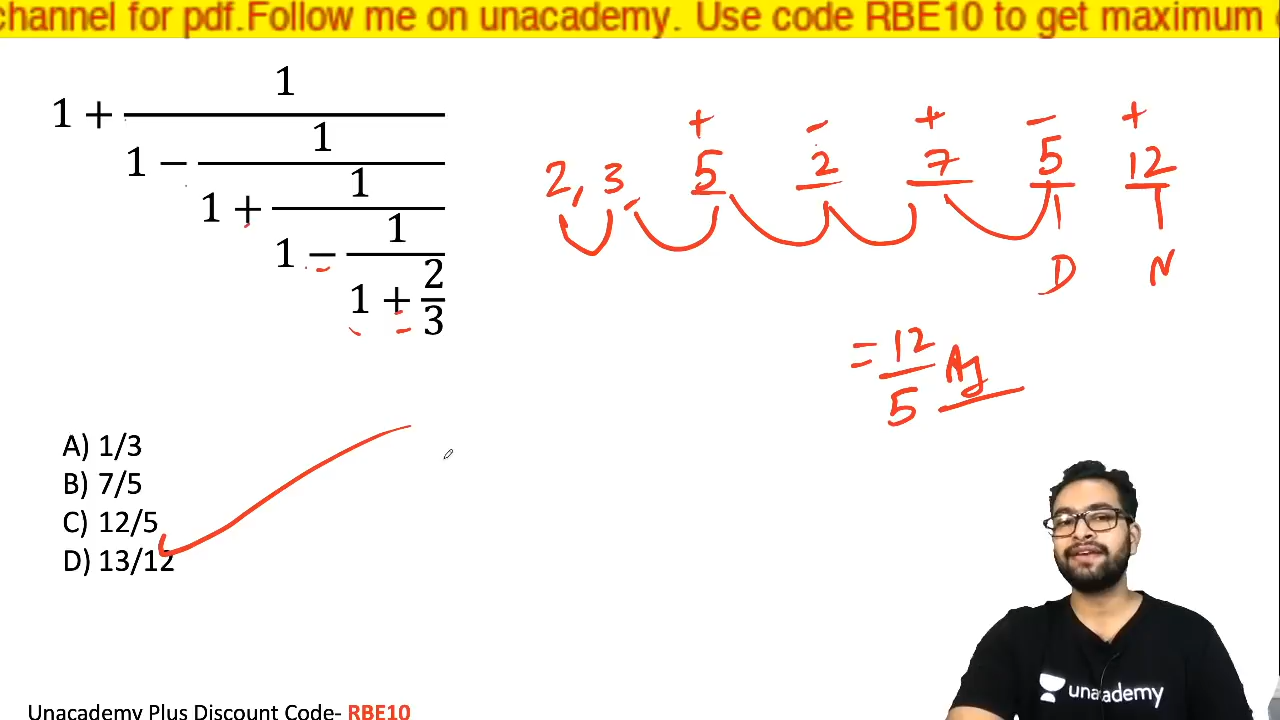 channel for pdf.Follow me on unacademy. Use code RBE10 to get maximum
1 + 1
1 − 1
1 + 1
1 − 1
1 + 2/3
+ − + − +
2, 3 5 2 7 5 12
D N
= 12/5
A) 1/3
B) 7/5
C) 12/5
D) 13/12
unacademy
Unacademy Plus Discount Code- RBE10